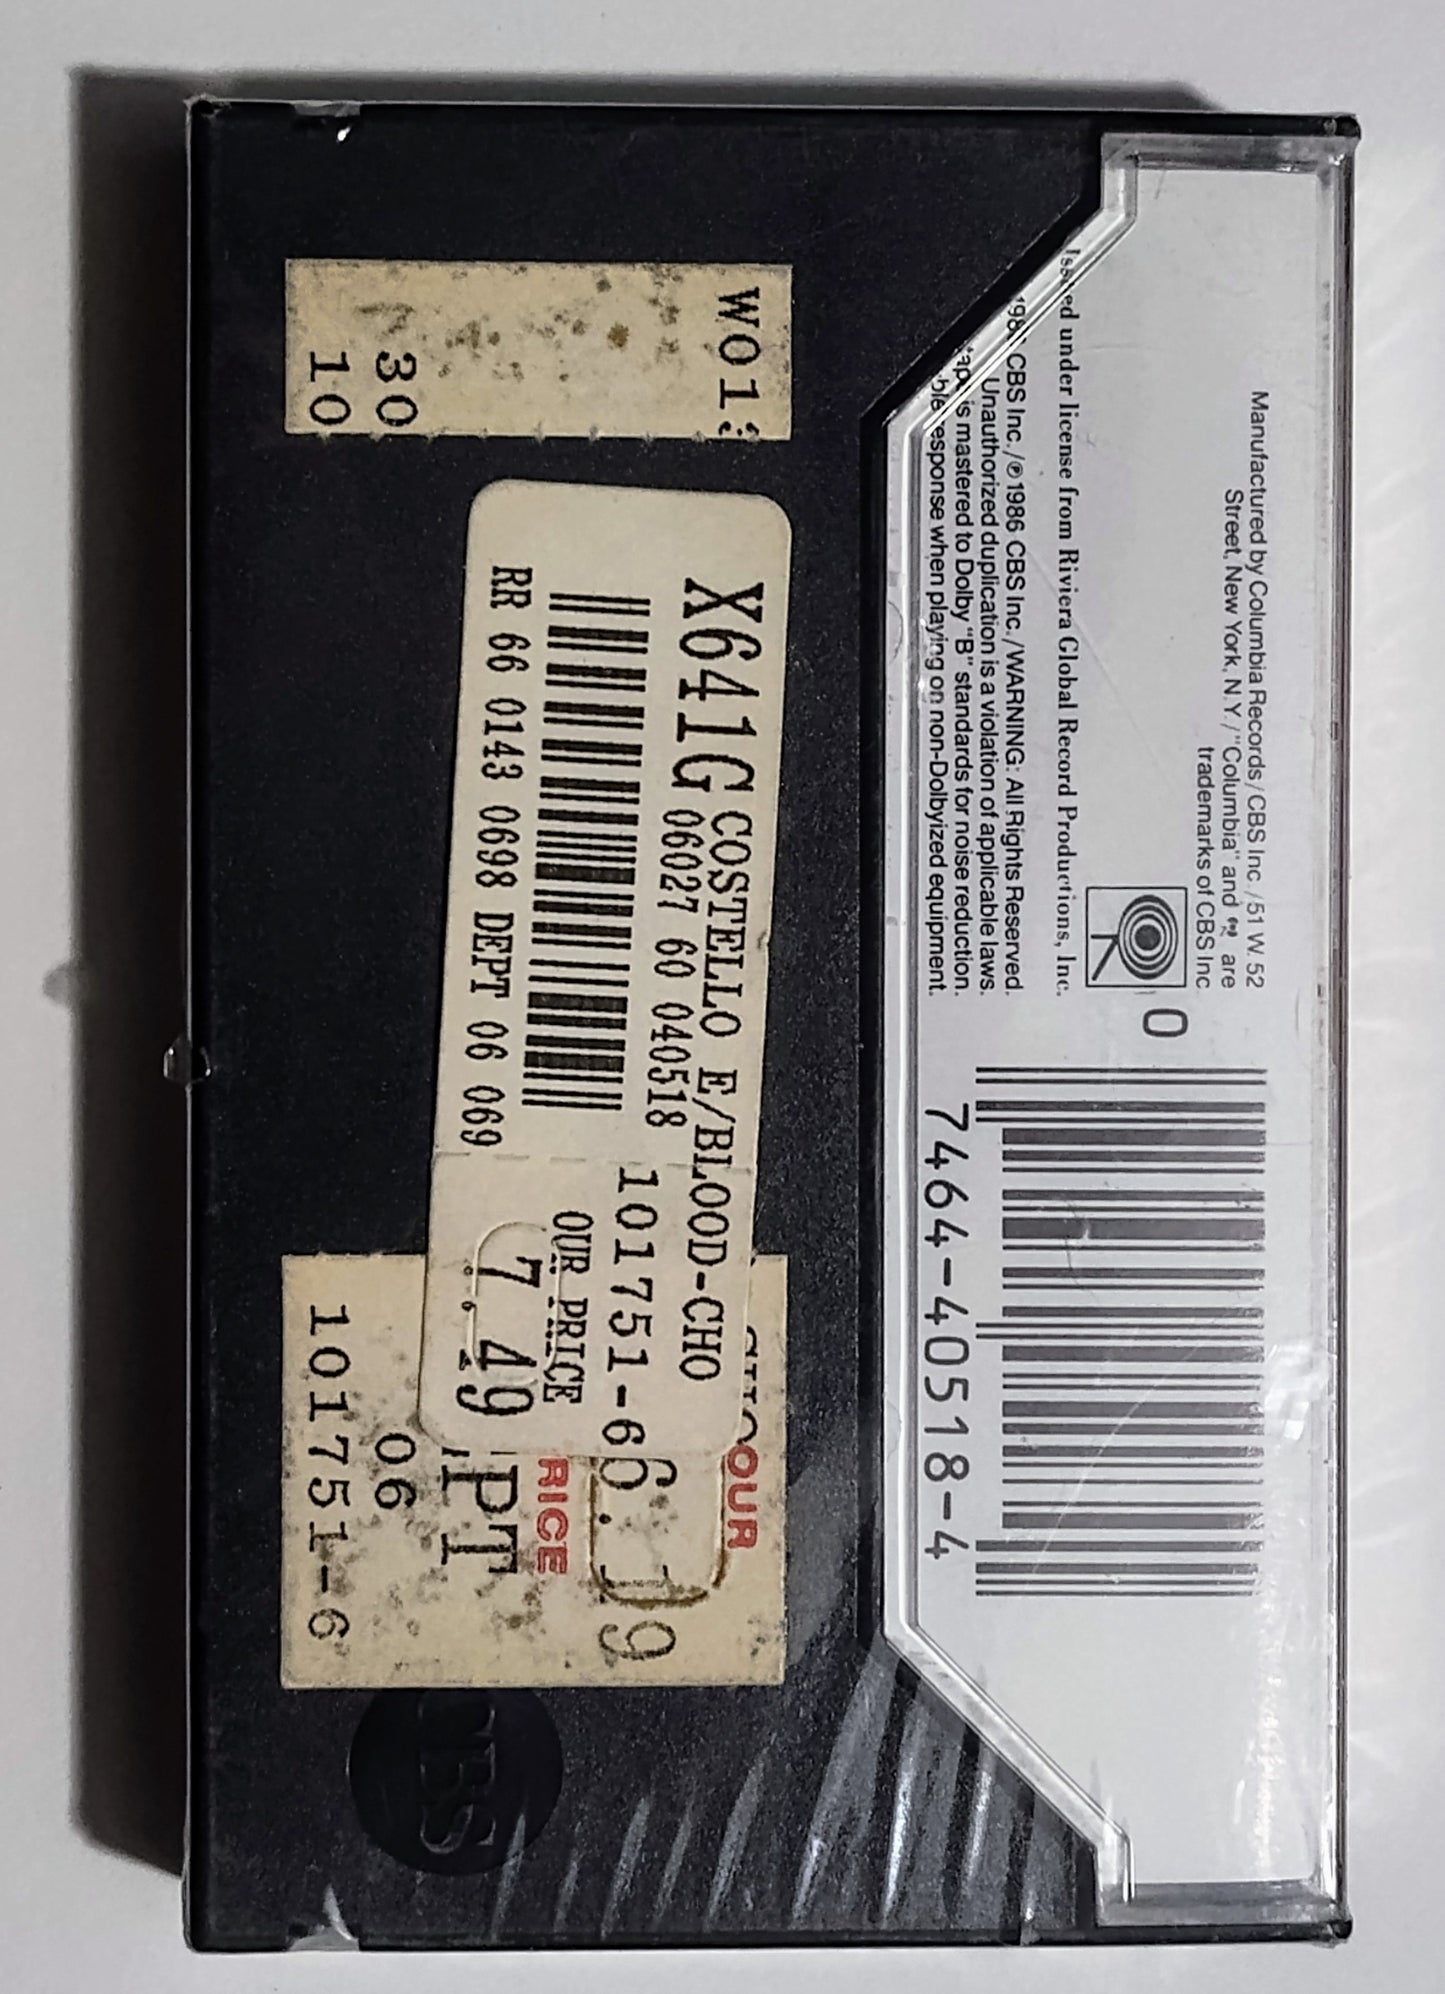 Manufactured by Columbia Records/CBS Inc./51 W. 52
Street, New York, N.Y./"Columbia" and are
trademarks of CBS Inc.
Issued under license from Riviera Global Record Productions, Inc.
CBS Inc./℗ 1986 CBS Inc./WARNING: All Rights Reserved.
Unauthorized duplication is a violation of applicable laws.
is mastered to Dolby "B" standards for noise reduction.
response when playing on non-Dolbyized equipment.
0
7464-40518-4
X641G COSTELLO E/BLOOD-CHO
06027 60 040518
101751-6
RR 66 0143 0698 DEPT 06 069
OUR PRICE
7.49
30
10
OUR
6.19
06
101751-6
CBS